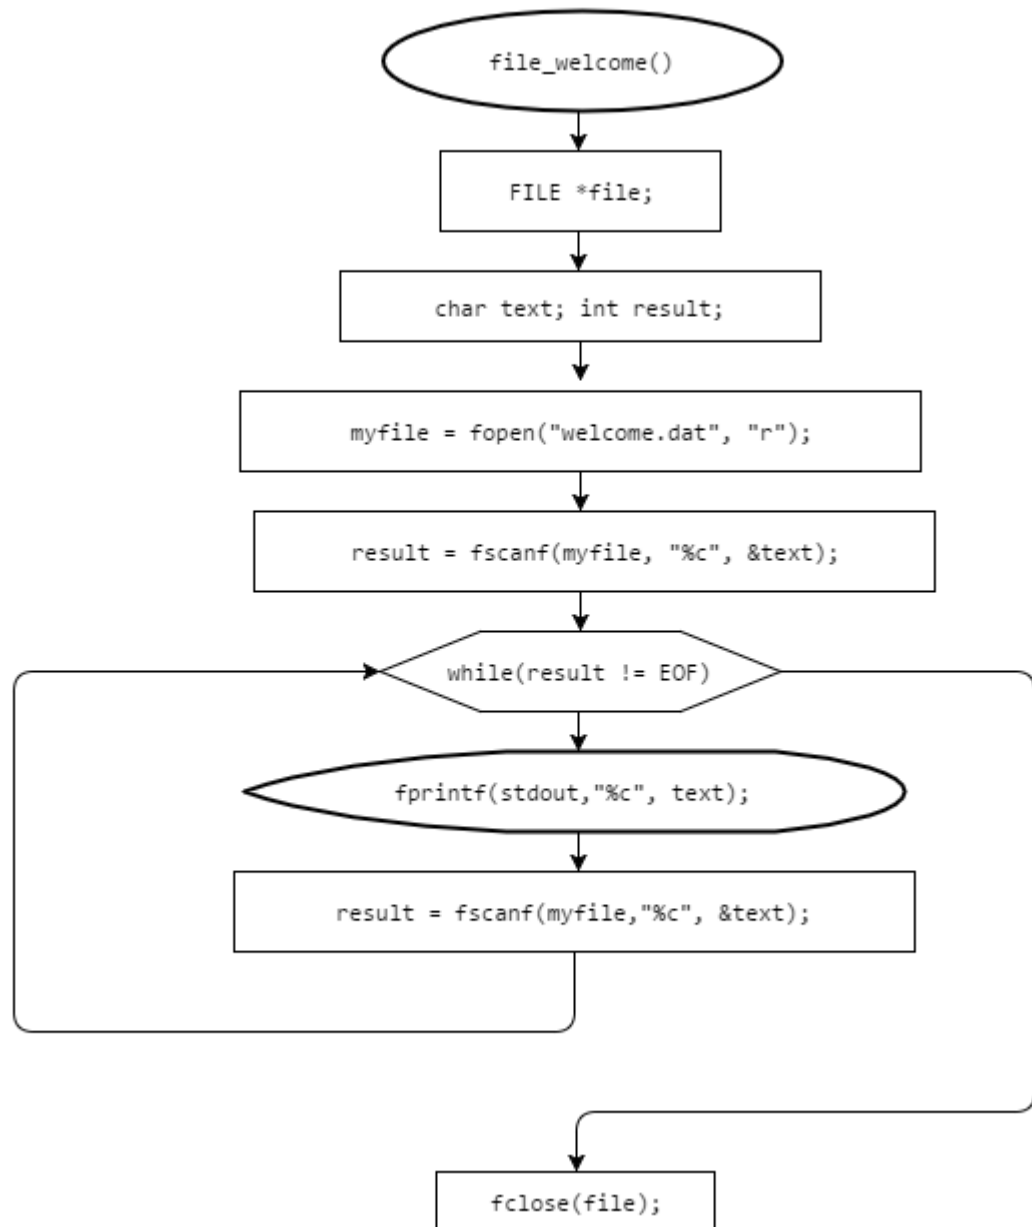 file_welcome()
FILE *file;
char text; int result;
myfile = fopen("welcome.dat", "r");
result = fscanf(myfile, "%c", &text);
while(result != EOF)
fprintf(stdout,"%c", text);
result = fscanf(myfile,"%c", &text);
fclose(file);